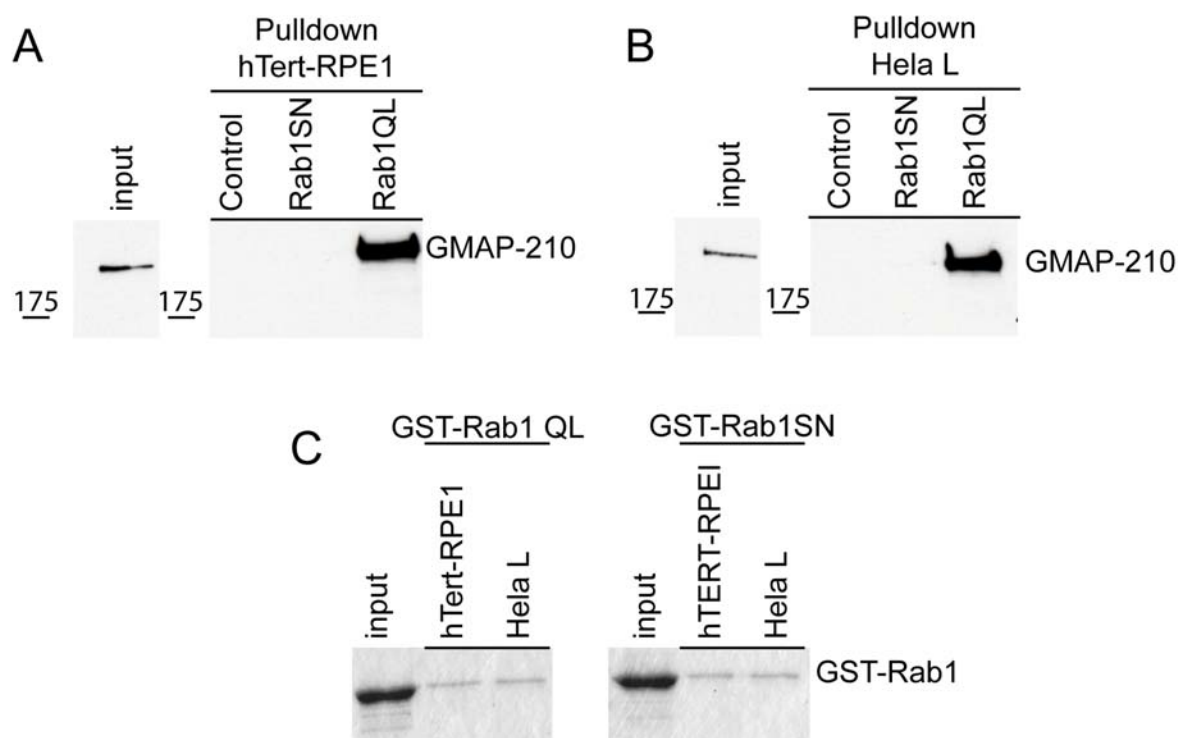 A
Pulldown
hTert-RPE1
input
Control
Rab1SN
Rab1QL
175
175
GMAP-210
B
Pulldown
Hela L
input
Control
Rab1SN
Rab1QL
175
175
GMAP-210
C
GST-Rab1 QL
GST-Rab1SN
input
hTert-RPE1
Hela L
input
hTERT-RPEI
Hela L
GST-Rab1